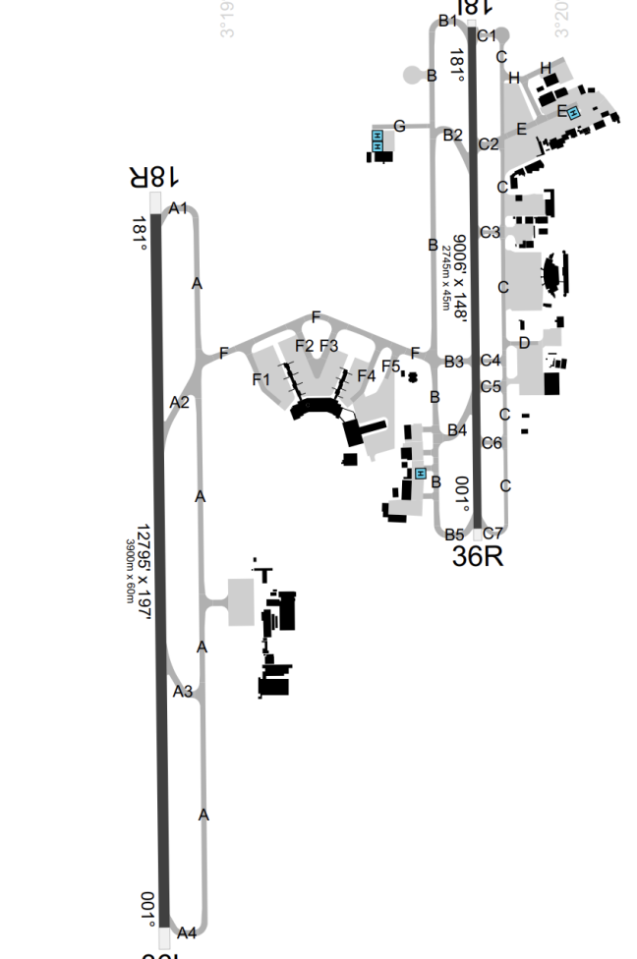 3°19
3°20
18L
B1
C1
181°
C
B
H
H
E
E
G
B2
C2
18R
C
A1
181°
C3
B
9006' x 148'
2745m x 45m
A
C
F
F2
F3
D
F
F
B3
C4
F1
F4
F5
C5
A2
B
C
B4
C6
A
001°
B
C
B5
C7
12795' x 197'
3900m x 60m
36R
A
A3
A
001°
A4